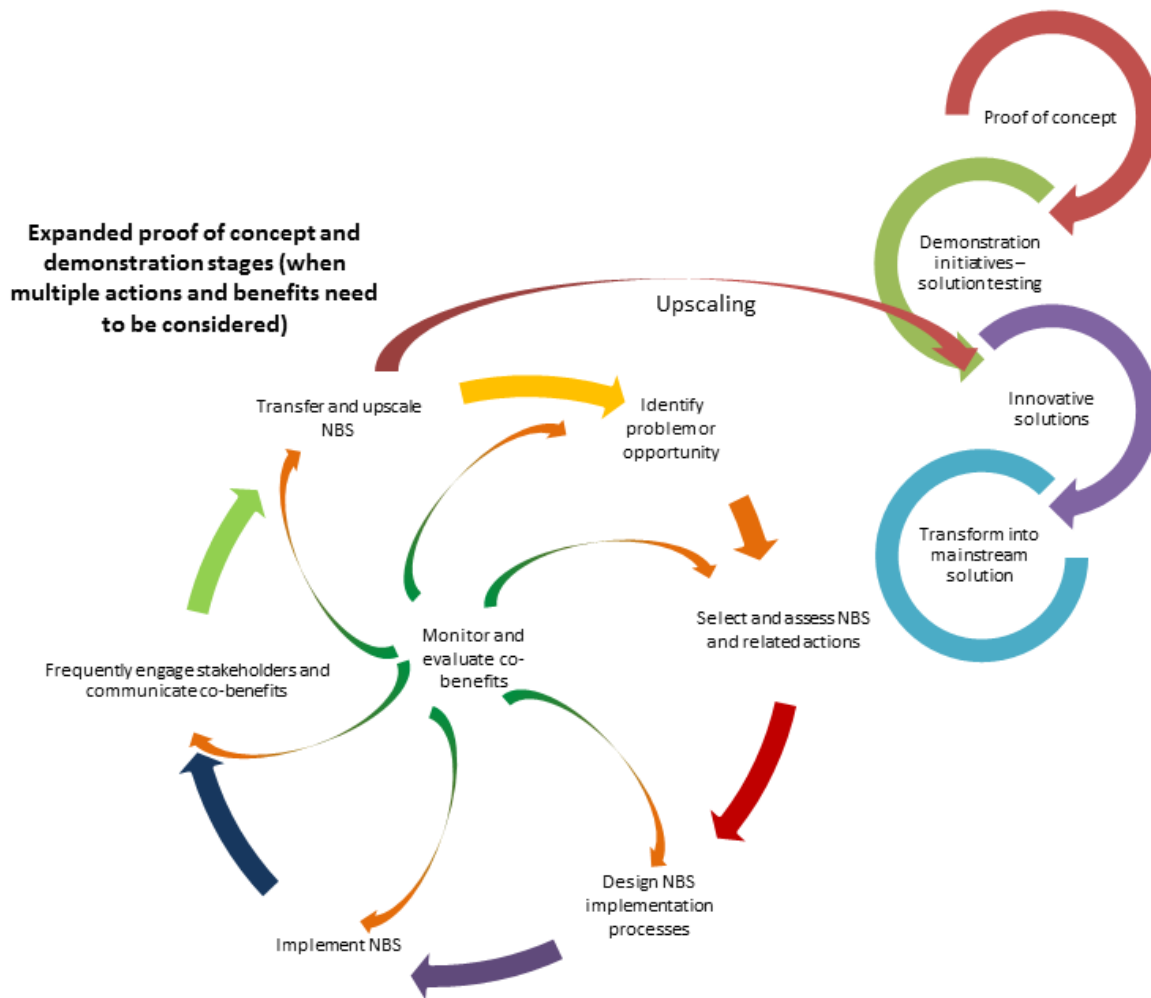 Proof of concept
Demonstration
initiatives –
solution testing
Innovative
solutions
Transform into
mainstream
solution
Expanded proof of concept and
demonstration stages (when
multiple actions and benefits need
to be considered)
Upscaling
Transfer and upscale
NBS
Identify
problem or
opportunity
Select and assess NBS
and related actions
Monitor and
evaluate co-
benefits
Frequently engage stakeholders and
communicate co-benefits
Design NBS
implementation
processes
Implement NBS